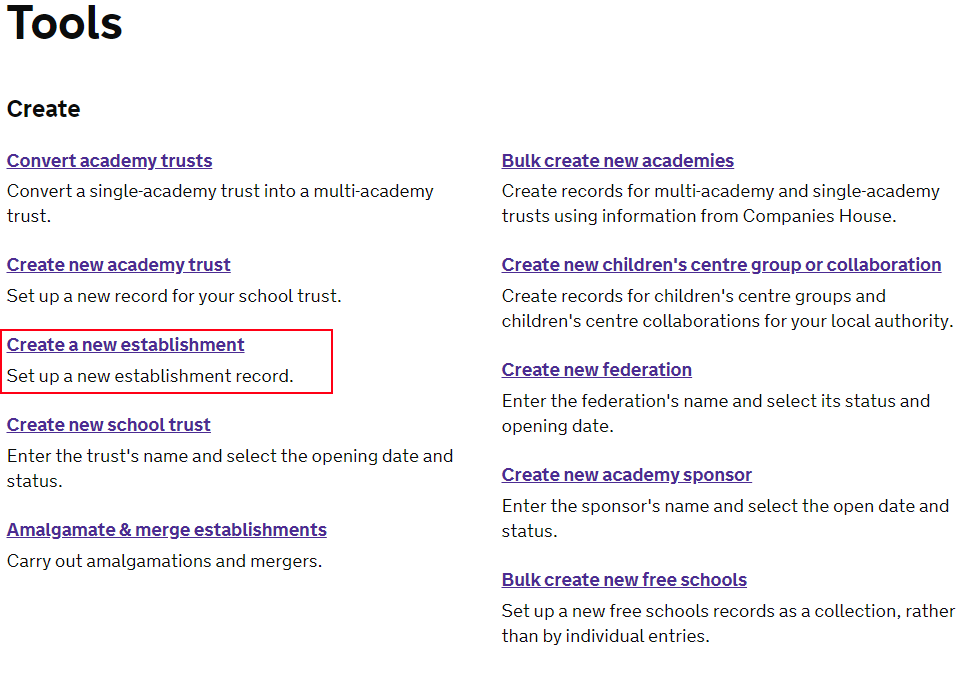 Tools
Create
Convert academy trusts
Convert a single-academy trust into a multi-academy
trust.
Create new academy trust
Set up a new record for your school trust.
Create a new establishment
Set up a new establishment record.
Create new school trust
Enter the trust's name and select the opening date and
status.
Amalgamate & merge establishments
Carry out amalgamations and mergers.
Bulk create new academies
Create records for multi-academy and single-academy
trusts using information from Companies House.
Create new children's centre group or collaboration
Create records for children's centre groups and
children's centre collaborations for your local authority.
Create new federation
Enter the federation's name and select its status and
opening date.
Create new academy sponsor
Enter the sponsor's name and select the open date and
status.
Bulk create new free schools
Set up a new free schools records as a collection, rather
than by individual entries.